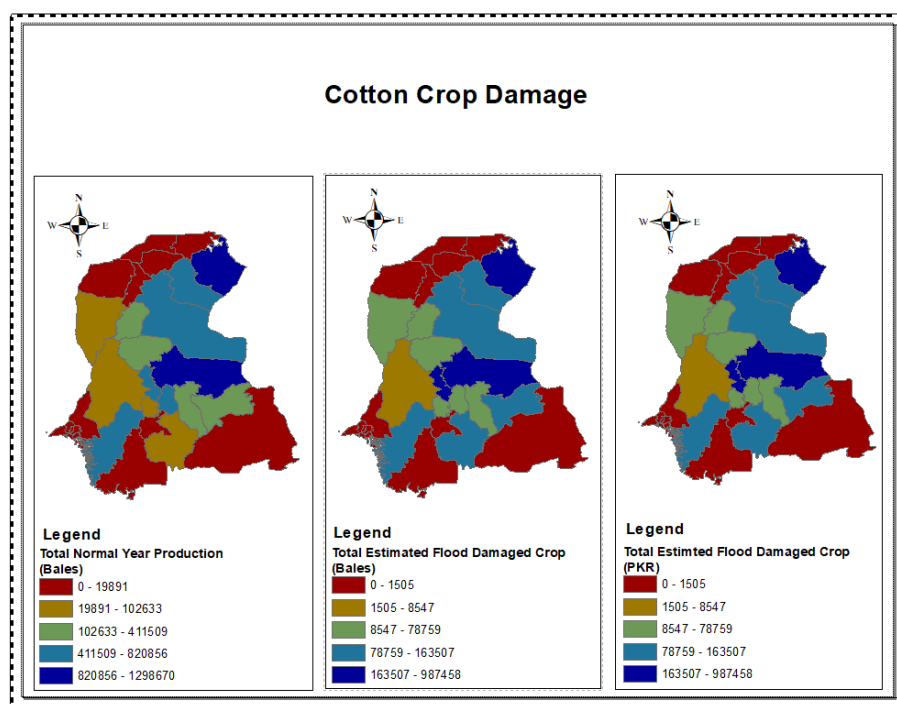 Cotton Crop Damage
N
W E
S
Legend
Total Normal Year Production
(Bales)
0 - 19891
19891 - 102633
102633 - 411509
411509 - 820856
820856 - 1298670
N
W E
S
Legend
Total Estimated Flood Damaged Crop
(Bales)
0 - 1505
1505 - 8547
8547 - 78759
78759 - 163507
163507 - 987458
N
W E
S
Legend
Total Estimted Flood Damaged Crop
(PKR)
0 - 1505
1505 - 8547
8547 - 78759
78759 - 163507
163507 - 987458